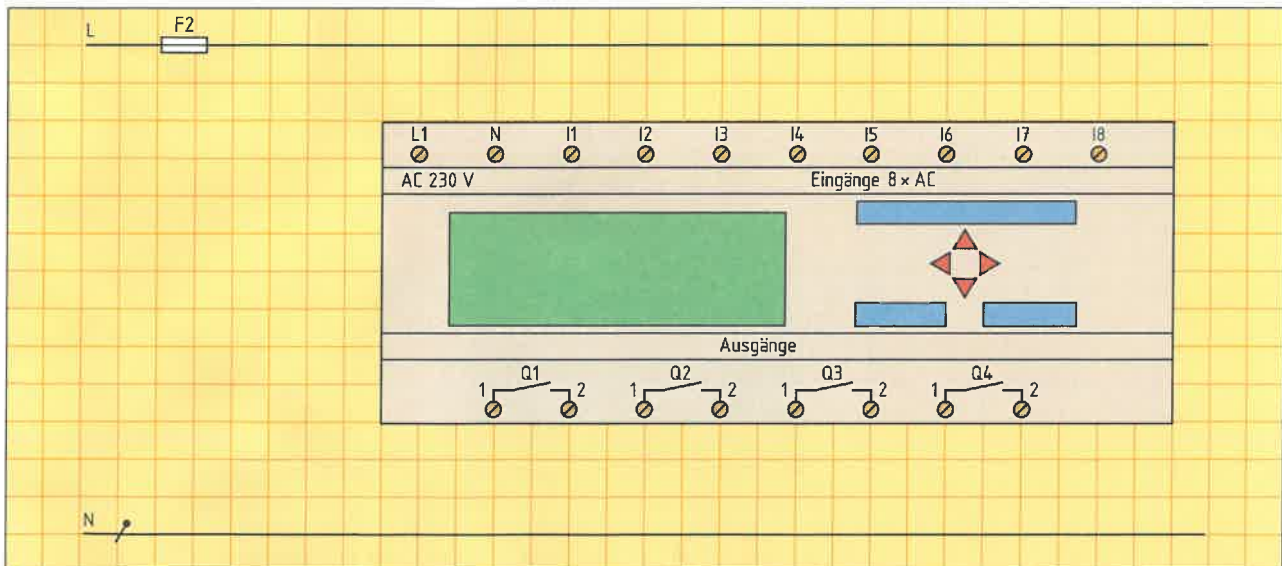 L F2
L1 N I1 I2 I3 I4 I5 I6 I7 I8
AC 230 V Eingänge 8 × AC
Ausgänge
Q1 Q2 Q3 Q4
1 2 1 2 1 2 1 2
N